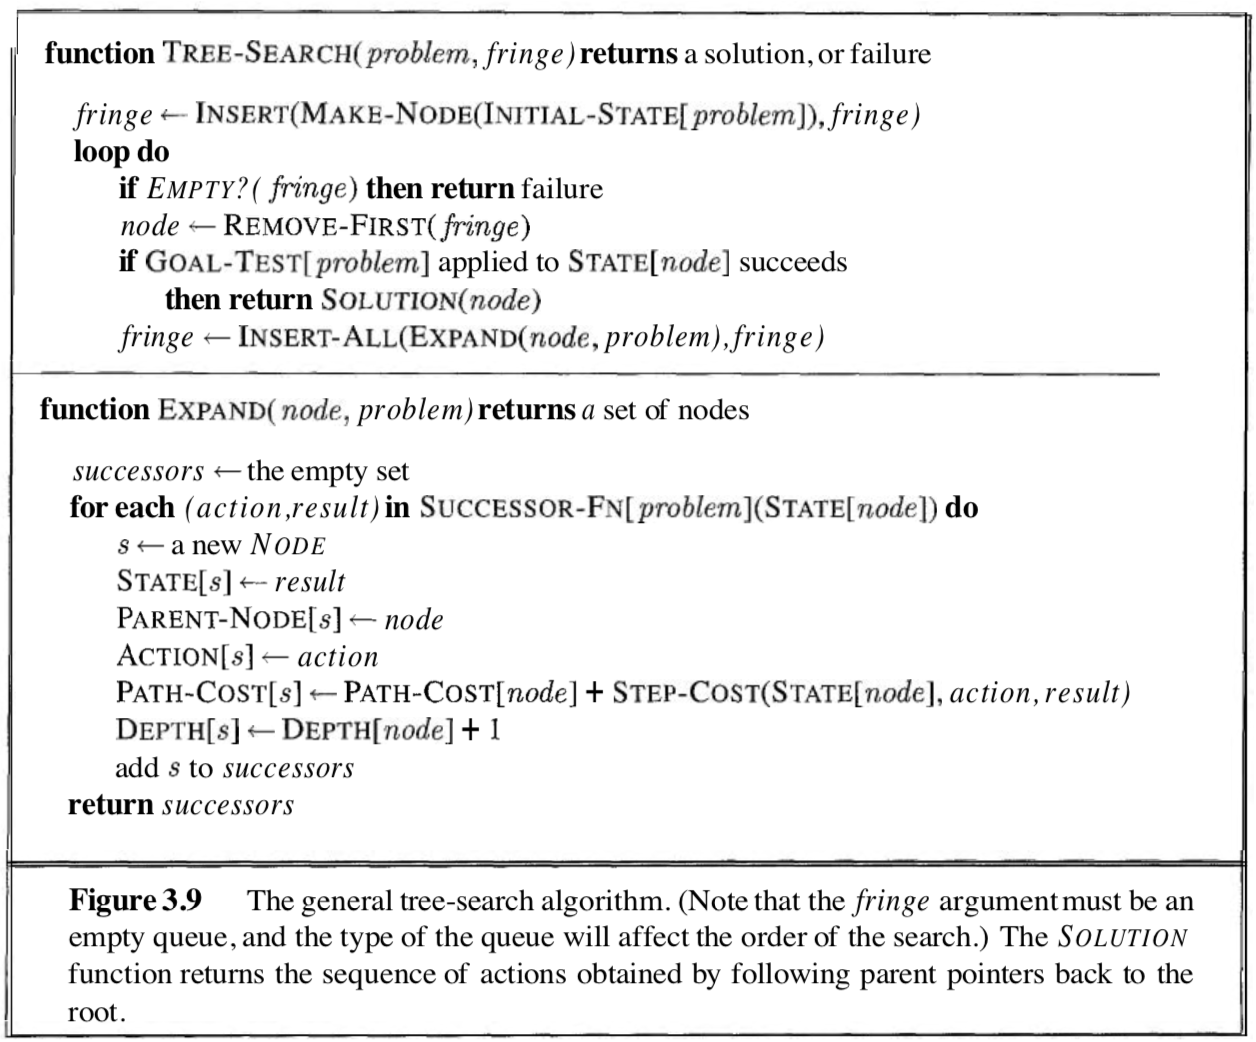 function TREE-SEARCH(problem, fringe) returns a solution, or failure
fringe ← INSERT(MAKE-NODE(INITIAL-STATE[problem]), fringe)
loop do
if EMPTY?(fringe) then return failure
node ← REMOVE-FIRST(fringe)
if GOAL-TEST[problem] applied to STATE[node] succeeds
then return SOLUTION(node)
fringe ← INSERT-ALL(EXPAND(node, problem), fringe)
function EXPAND(node, problem) returns a set of nodes
successors ← the empty set
for each (action, result) in SUCCESSOR-FN[problem](STATE[node]) do
s ← a new NODE
STATE[s] ← result
PARENT-NODE[s] ← node
ACTION[s] ← action
PATH-COST[s] ← PATH-COST[node] + STEP-COST(STATE[node], action, result)
DEPTH[s] ← DEPTH[node] + 1
add s to successors
return successors
Figure 3.9 The general tree-search algorithm. (Note that the fringe argument must be an
empty queue, and the type of the queue will affect the order of the search.) The SOLUTION
function returns the sequence of actions obtained by following parent pointers back to the
root.